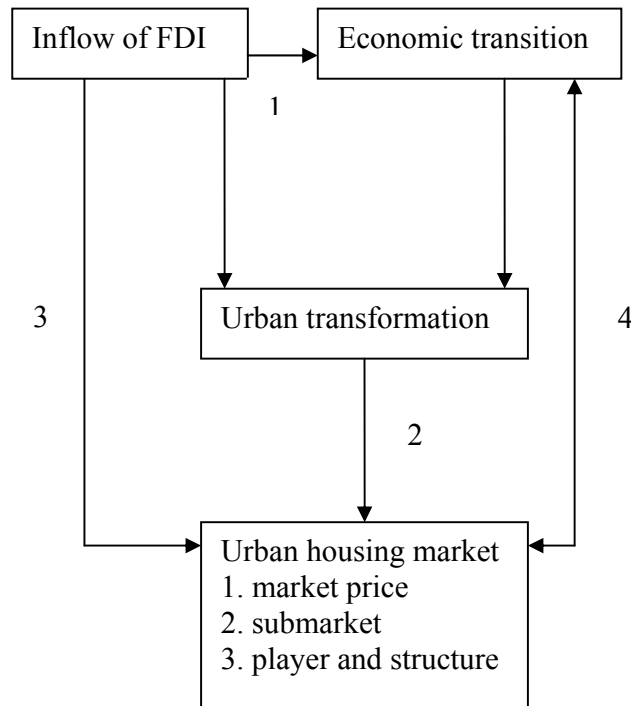 Inflow of FDI
Economic transition
1
Urban transformation
3
4
2
Urban housing market
1. market price
2. submarket
3. player and structure